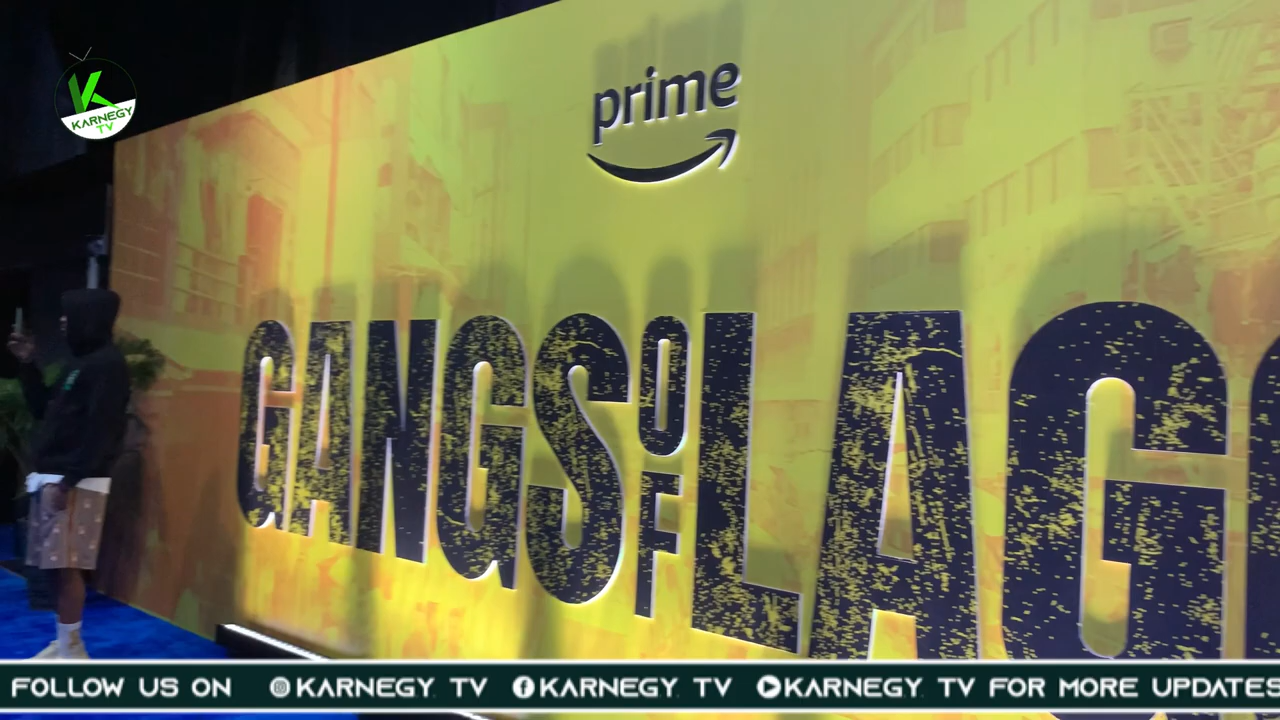 KARNEGY
TV
prime
GANGS OF LAG
FOLLOW US ON KARNEGY TV KARNEGY TV KARNEGY TV FOR MORE UPDATES